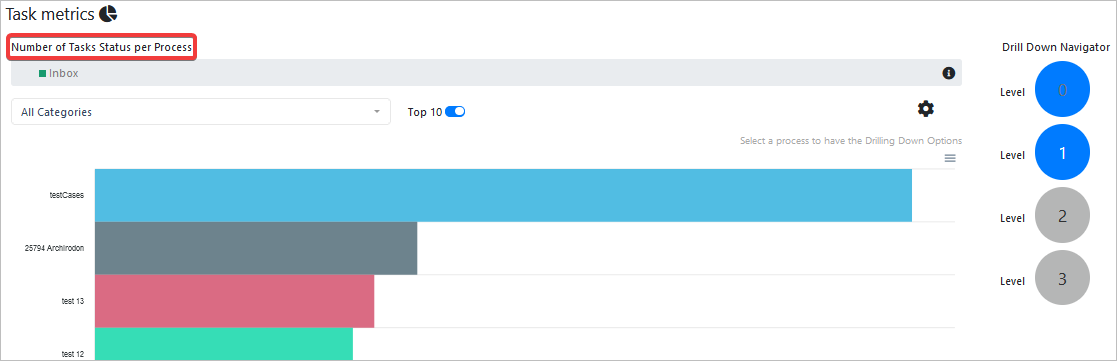 Task metrics
Number of Tasks Status per Process
Inbox
All Categories
Top 10
Select a process to have the Drilling Down Options
testCases
25794 Archirodon
test 13
test 12
Drill Down Navigator
Level 0
Level 1
Level 2
Level 3